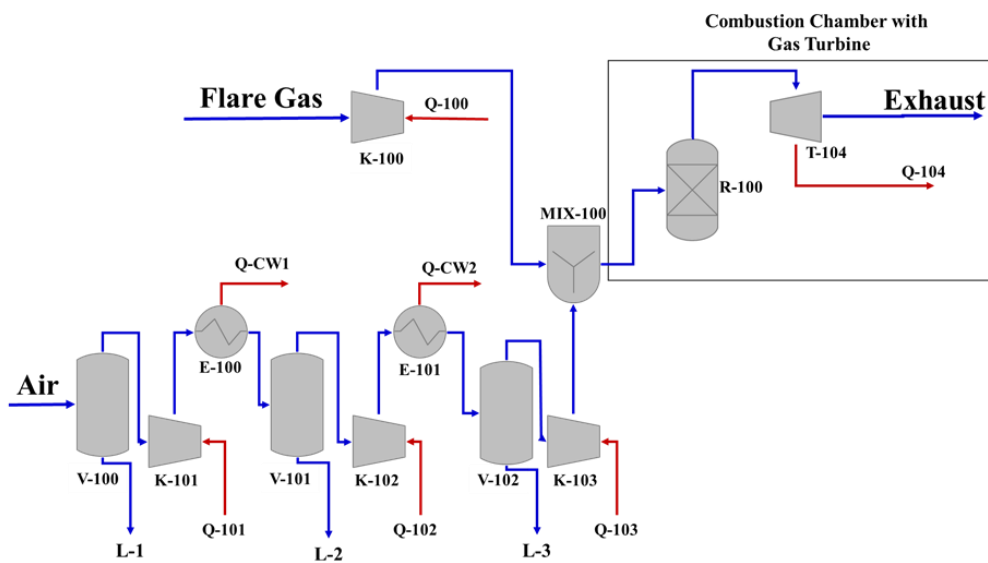 Combustion Chamber with
Gas Turbine
Flare Gas
Q-100
K-100
Exhaust
T-104
Q-104
R-100
MIX-100
Q-CW1
Q-CW2
E-100
E-101
Air
V-100
K-101
V-101
K-102
V-102
K-103
Q-101
Q-102
Q-103
L-1
L-2
L-3